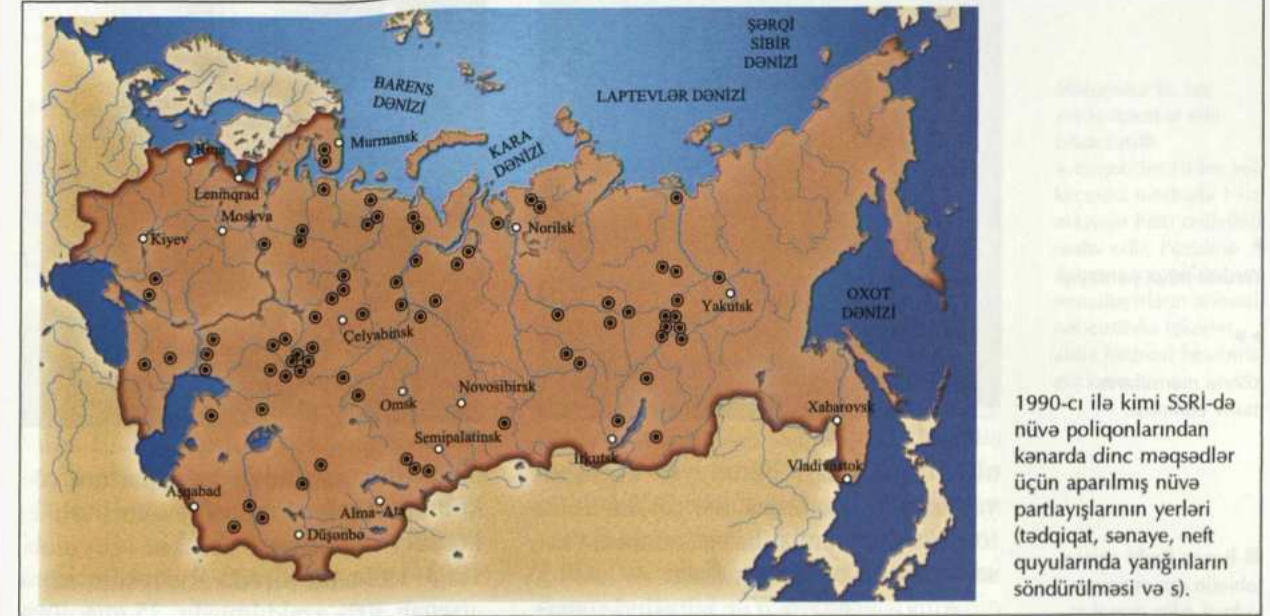 ŞƏRQİ
SİBİR
DƏNİZİ
BARENS
DƏNİZİ
LAPTEVLƏR DƏNİZİ
KARA
DƏNİZİ
Murmansk
Riqa
Leninqrad
Moskva
Kiyev
Norilsk
Yakutsk
OXOT
DƏNİZİ
Çelyabinsk
Omsk
Novosibirsk
Semipalatinsk
Xabarovsk
İrkutsk
Vladivastok
Aşqabad
Alma-Ata
Düşənbə
1990-cı ilə kimi SSRİ-də
nüvə poliqonlarından
kənarda dinc məqsədlər
üçün aparılmış nüvə
partlayışlarının yerləri
(tədqiqat, sənaye, neft
quyularında yanğınların
söndürülməsi və s).